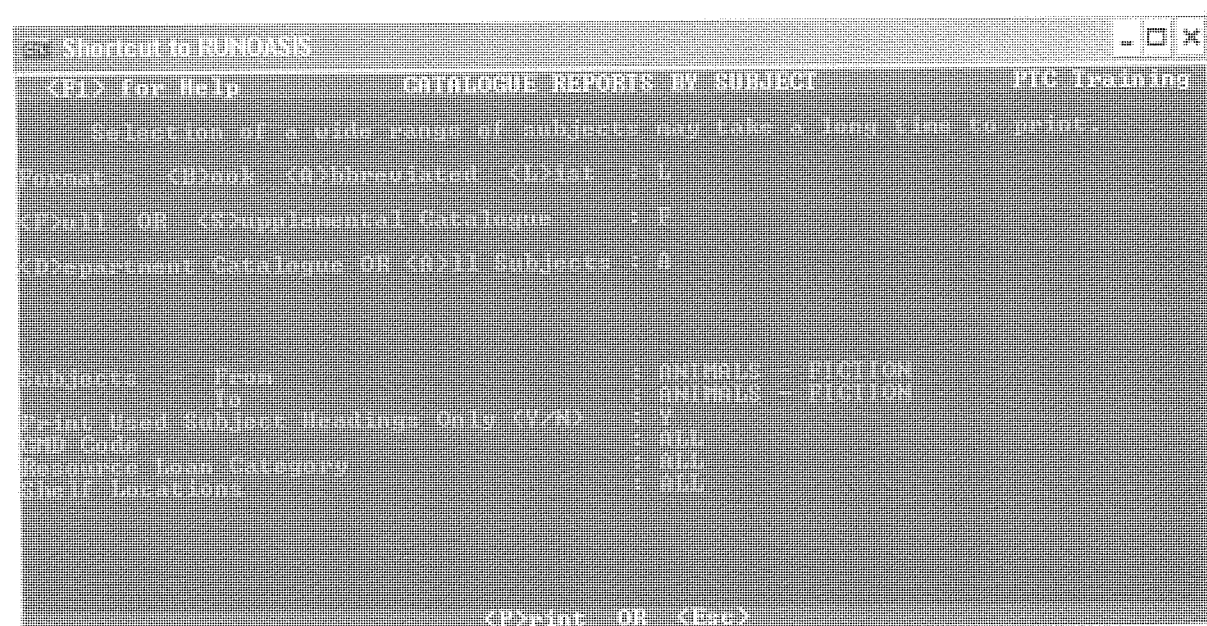 Shortcut to RUNOASIS
<F1> for Help CATALOGUE REPORTS BY SUBJECT PTC Training
Selection of a wide range of subjects may take a long time to print.
Format - <B>ook <A>bbreviated <L>ist : L
<F>ull OR <S>upplemental Catalogue : F
<D>epartment Catalogue OR <A>ll Subjects : A
Subjects - From : ANIMALS - FICTION
To : ANIMALS - FICTION
Print Used Subject Headings Only <Y/N> : Y
GMD Code : ALL
Resource Loan Category : ALL
Shelf Locations : ALL
<P>rint OR <Esc>